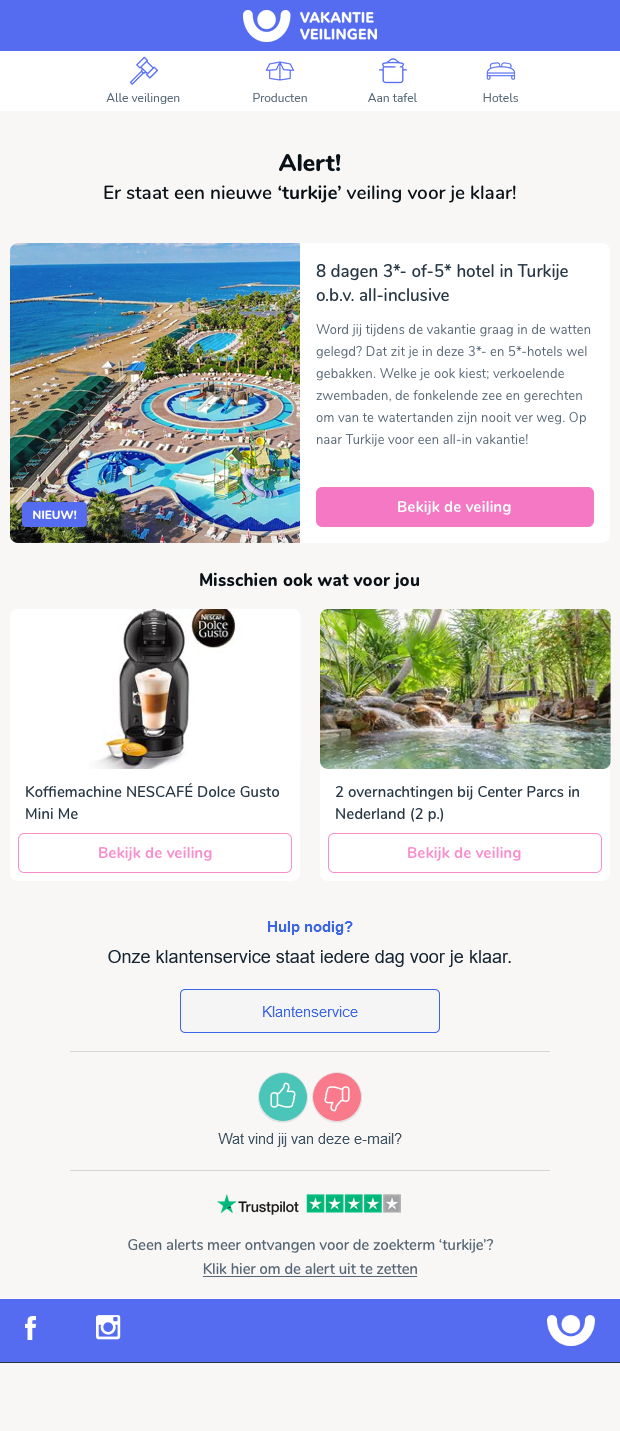 VAKANTIE
VEILINGEN
Alle veilingen
Producten
Aan tafel
Hotels
Alert!
Er staat een nieuwe ‘turkije’ veiling voor je klaar!
8 dagen 3*- of-5* hotel in Turkije
o.b.v. all-inclusive
Word jij tijdens de vakantie graag in de watten
gelegd? Dat zit je in deze 3*- en 5*-hotels wel
gebakken. Welke je ook kiest; verkoelende
zwembaden, de fonkelende zee en gerechten
om van te watertanden zijn nooit ver weg. Op
naar Turkije voor een all-in vakantie!
NIEUW!
Bekijk de veiling
Misschien ook wat voor jou
NESCAFÉ
Dolce
Gusto
Koffiemachine NESCAFÉ Dolce Gusto
Mini Me
Bekijk de veiling
2 overnachtingen bij Center Parcs in
Nederland (2 p.)
Bekijk de veiling
Hulp nodig?
Onze klantenservice staat iedere dag voor je klaar.
Klantenservice
Wat vind jij van deze e-mail?
Trustpilot
Geen alerts meer ontvangen voor de zoekterm ‘turkije’?
Klik hier om de alert uit te zetten